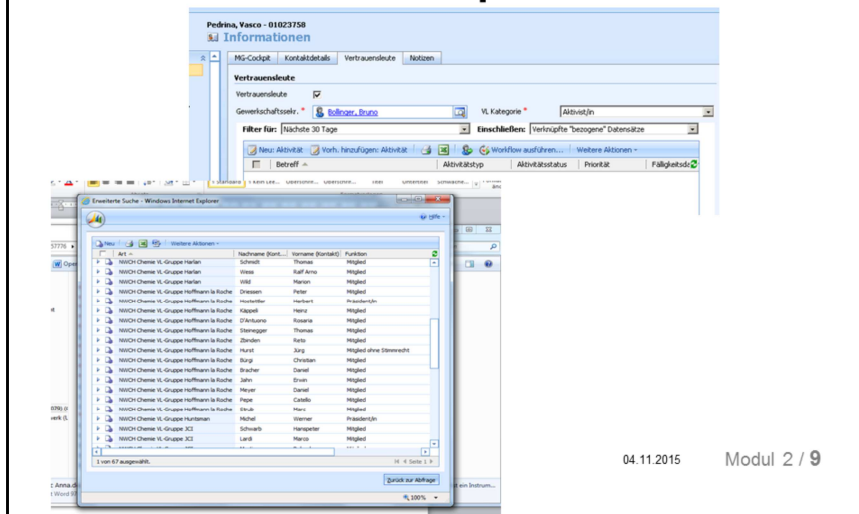 Pedrina, Vasco - 01023758
Informationen
MG-Cockpit Kontaktdetails Vertrauensleute Notizen
Vertrauensleute
Vertrauensleute
Gewerkschaftssekr. * Bollinger, Bruno VL Kategorie * Aktivist/in
Filter für: Nächste 30 Tage Einschließen: Verknüpfte "bezogene" Datensätze
Neu: Aktivität Vorh. hinzufügen: Aktivität Workflow ausführen... Weitere Aktionen
Betreff Aktivitätstyp Aktivitätsstatus Priorität
Erweiterte Suche - Windows Internet Explorer
Hilfe
Neu Weitere Aktionen
Art Nachname (Kont... Vorname (Kontakt) Funktion
NWCH Chemie VL-Gruppe Harlan Schmidt Thomas Mitglied
NWCH Chemie VL-Gruppe Harlan Wess Ralf Arno Mitglied
NWCH Chemie VL-Gruppe Harlan Wild Marion Mitglied
NWCH Chemie VL-Gruppe Hoffmann la Roche Driessen Peter Mitglied
NWCH Chemie VL-Gruppe Hoffmann la Roche Hostettler Herbert Präsident/in
NWCH Chemie VL-Gruppe Hoffmann la Roche Käppeli Heinz Mitglied
NWCH Chemie VL-Gruppe Hoffmann la Roche D'Antuono Rosaria Mitglied
NWCH Chemie VL-Gruppe Hoffmann la Roche Steinegger Thomas Mitglied
NWCH Chemie VL-Gruppe Hoffmann la Roche Zbinden Reto Mitglied
NWCH Chemie VL-Gruppe Hoffmann la Roche Hurst Jürg Mitglied ohne Stimmrecht
NWCH Chemie VL-Gruppe Hoffmann la Roche Bürgi Christian Mitglied
NWCH Chemie VL-Gruppe Hoffmann la Roche Bracher Daniel Mitglied
NWCH Chemie VL-Gruppe Hoffmann la Roche Jahn Erwin Mitglied
NWCH Chemie VL-Gruppe Hoffmann la Roche Meyer Daniel Mitglied
NWCH Chemie VL-Gruppe Hoffmann la Roche Pepe Catello Mitglied
NWCH Chemie VL-Gruppe Hoffmann la Roche Strub Marc Mitglied
NWCH Chemie VL-Gruppe Huntsman Michel Werner Präsident/in
NWCH Chemie VL-Gruppe JCI Schwarb Hanspeter Mitglied
NWCH Chemie VL-Gruppe JCI Lardi Marco Mitglied
1 von 67 ausgewählt. Seite 1
Zurück zur Abfrage
100%
04.11.2015 Modul 2 / 9